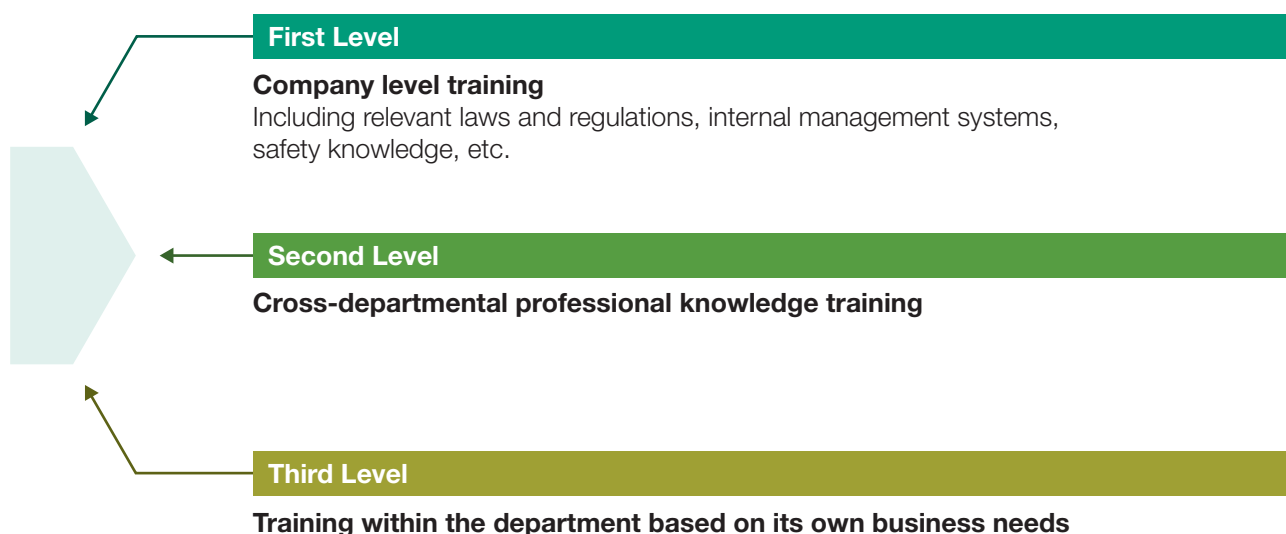 First Level
Company level training
Including relevant laws and regulations, internal management systems,
safety knowledge, etc.
Second Level
Cross-departmental professional knowledge training
Third Level
Training within the department based on its own business needs